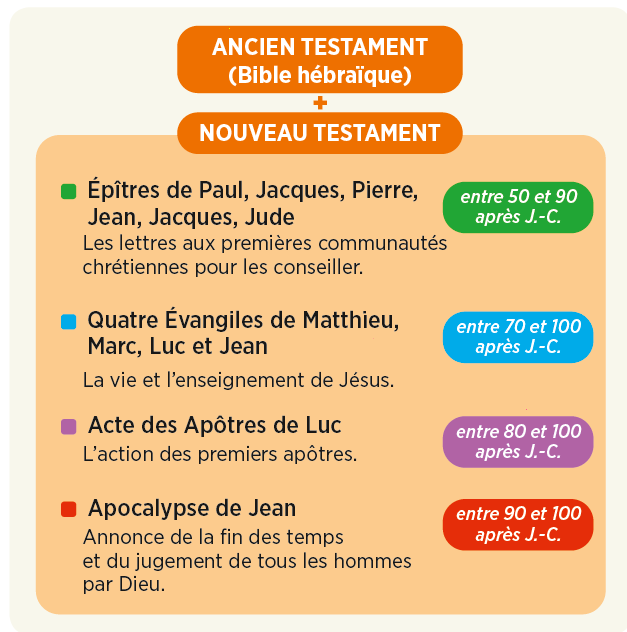 ANCIEN TESTAMENT
(Bible hébraïque)
+
NOUVEAU TESTAMENT
Épîtres de Paul, Jacques, Pierre,
Jean, Jacques, Jude
entre 50 et 90
après J.-C.
Les lettres aux premières communautés
chrétiennes pour les conseiller.
Quatre Évangiles de Matthieu,
Marc, Luc et Jean
entre 70 et 100
après J.-C.
La vie et l'enseignement de Jésus.
Acte des Apôtres de Luc
entre 80 et 100
après J.-C.
L'action des premiers apôtres.
Apocalypse de Jean
entre 90 et 100
après J.-C.
Annonce de la fin des temps
et du jugement de tous les hommes
par Dieu.